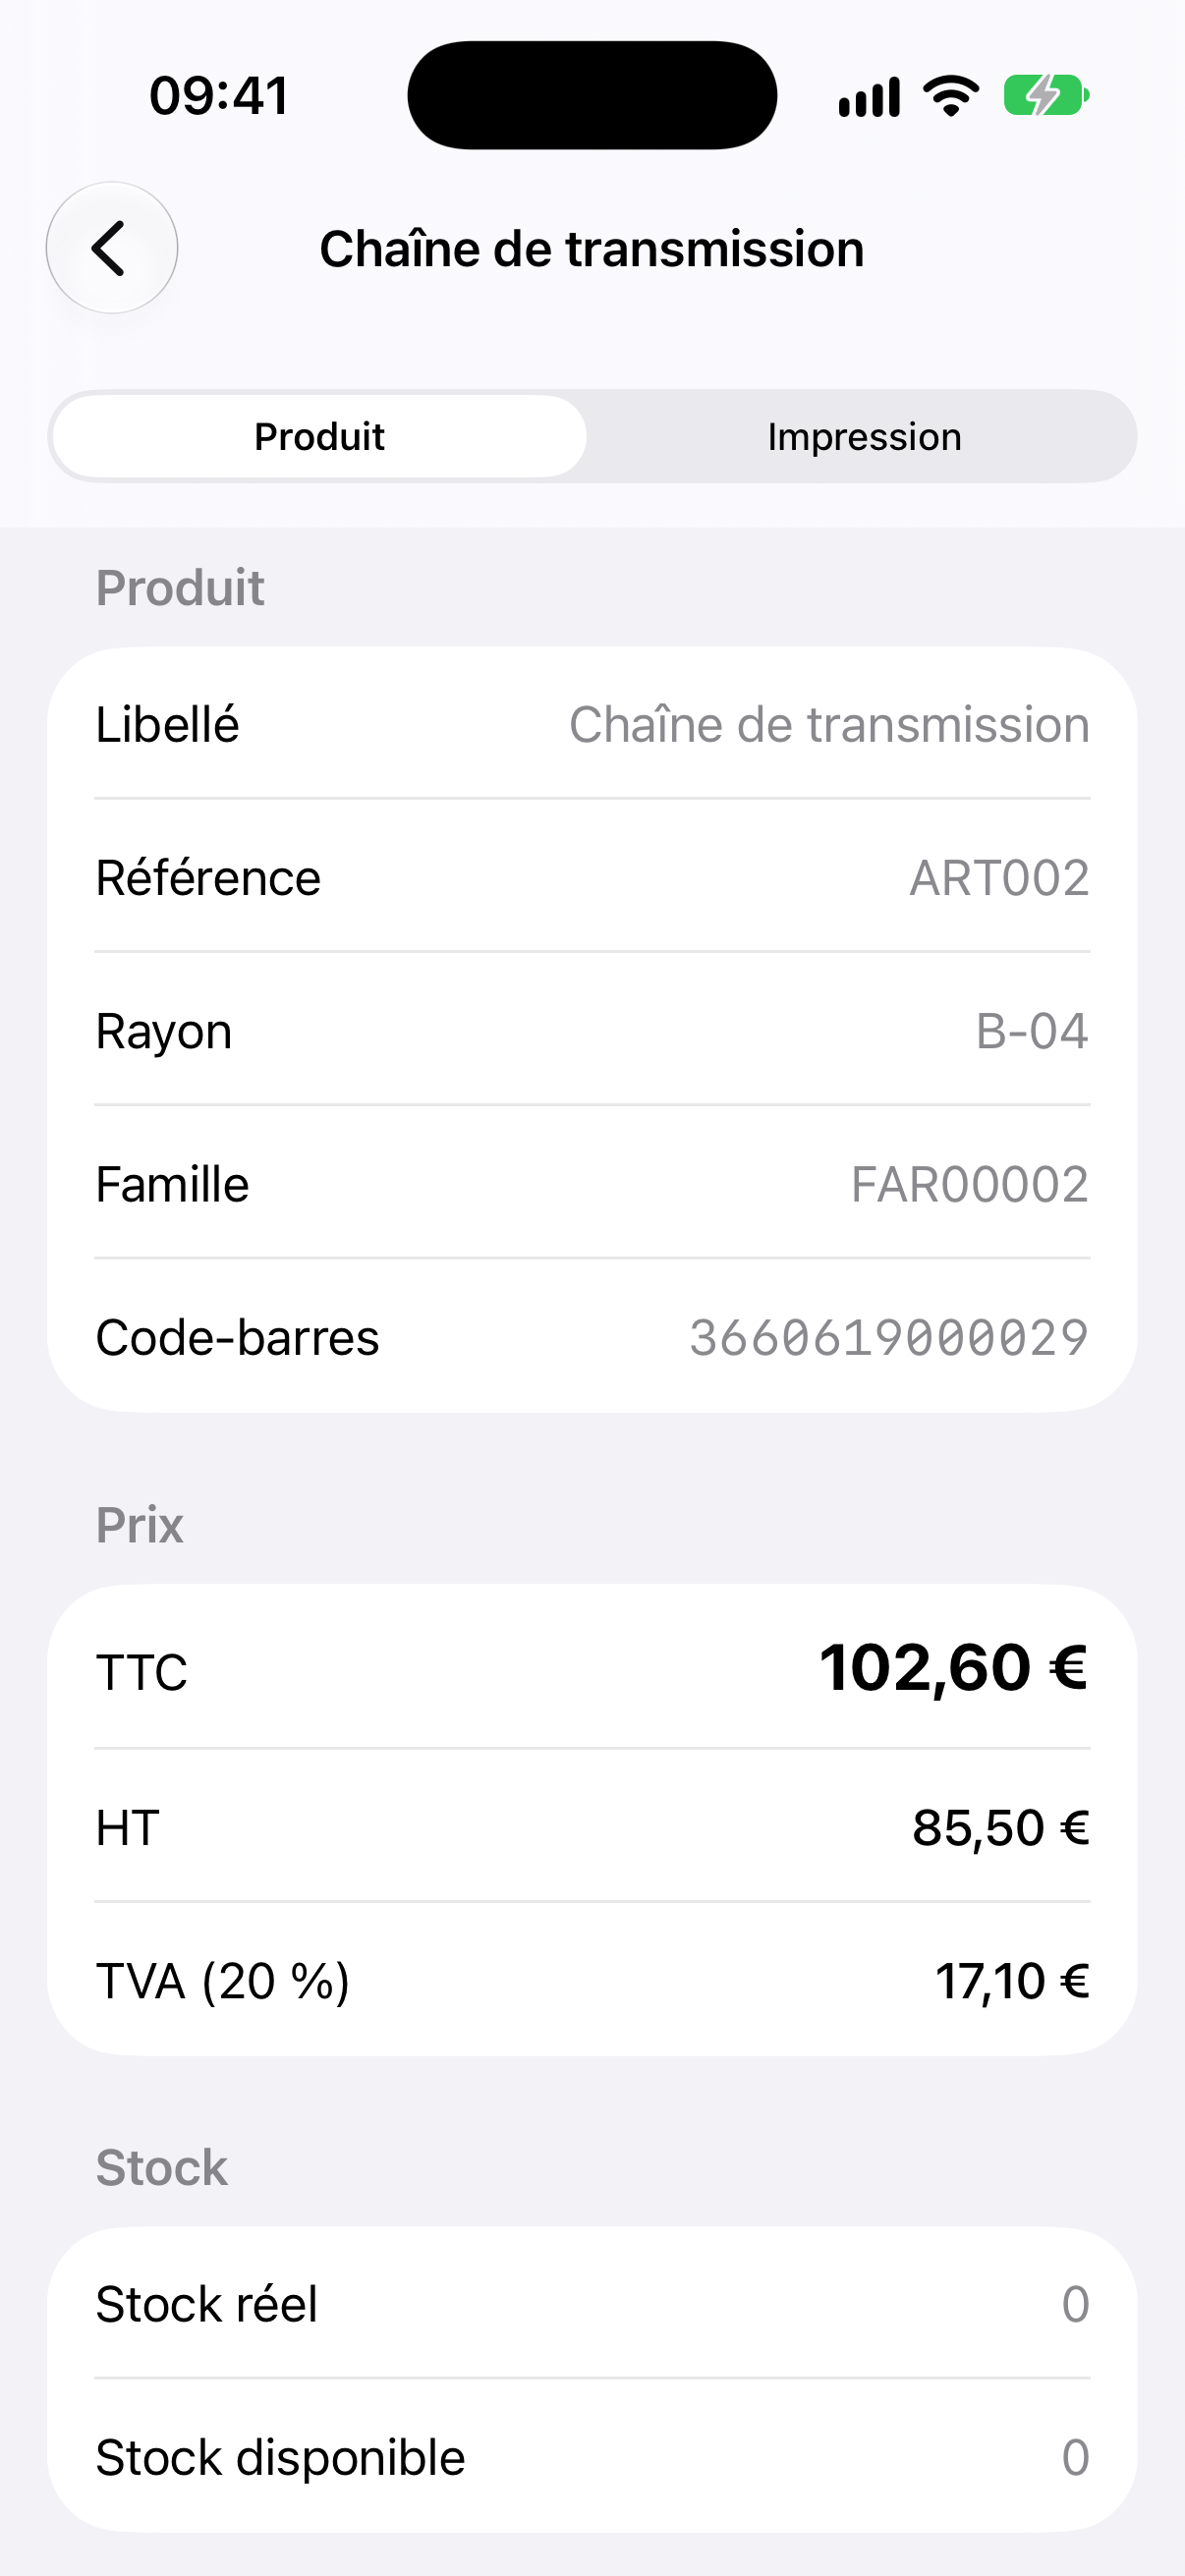 09:41
Chaîne de transmission
Produit Impression
Produit
Libellé Chaîne de transmission
Référence ART002
Rayon B-04
Famille FAR00002
Code-barres 3660619000029
Prix
TTC 102,60 €
HT 85,50 €
TVA (20 %) 17,10 €
Stock
Stock réel 0
Stock disponible 0